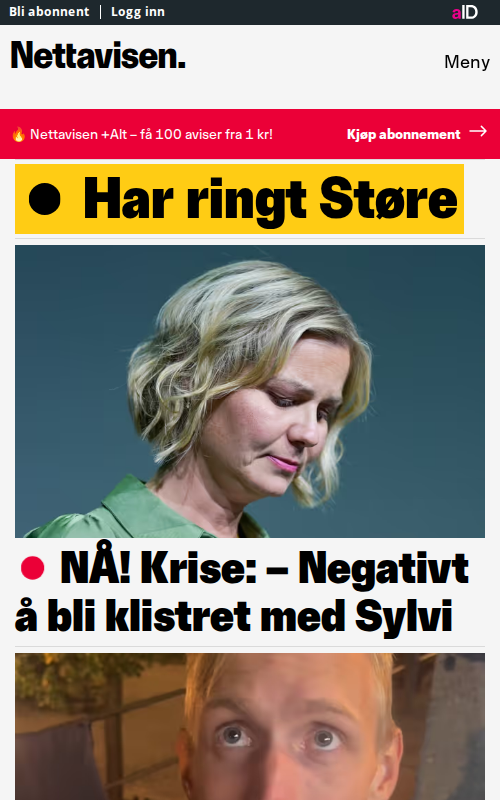 Bli abonnent | Logg inn
aID
Nettavisen.
Meny
🔥 Nettavisen +Alt – få 100 aviser fra 1 kr!
Kjøp abonnement →
● Har ringt Støre
● NÅ! Krise: – Negativt
å bli klistret med Sylvi